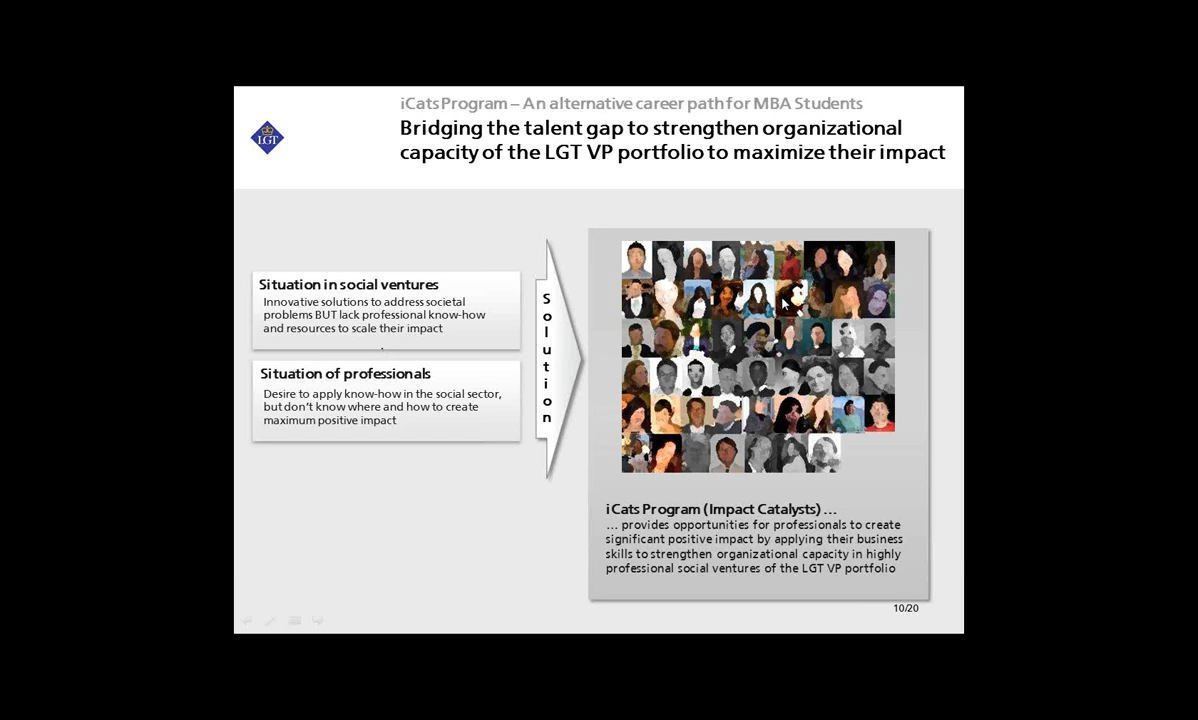 iCats Program – An alternative career path for MBA Students
Bridging the talent gap to strengthen organizational
capacity of the LGT VP portfolio to maximize their impact
LGT
Situation in social ventures
Innovative solutions to address societal
problems BUT lack professional know-how
and resources to scale their impact
.
Situation of professionals
Desire to apply know-how in the social sector,
but don’t know where and how to create
maximum positive impact
Solution
iCats Program (Impact Catalysts) …
… provides opportunities for professionals to create
significant positive impact by applying their business
skills to strengthen organizational capacity in highly
professional social ventures of the LGT VP portfolio
10/20